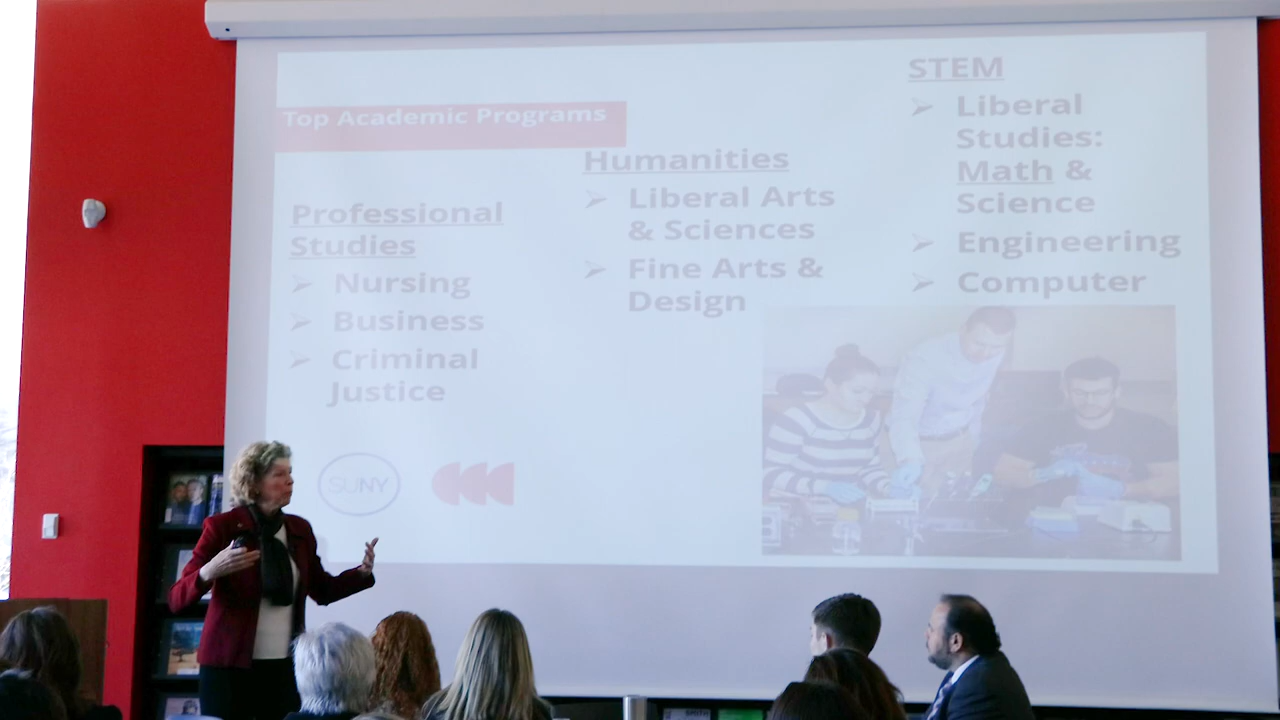 Top Academic Programs
Professional
Studies
Nursing
Business
Criminal
Justice
Humanities
Liberal Arts
& Sciences
Fine Arts &
Design
STEM
Liberal
Studies:
Math &
Science
Engineering
Computer
SUNY
SMITH